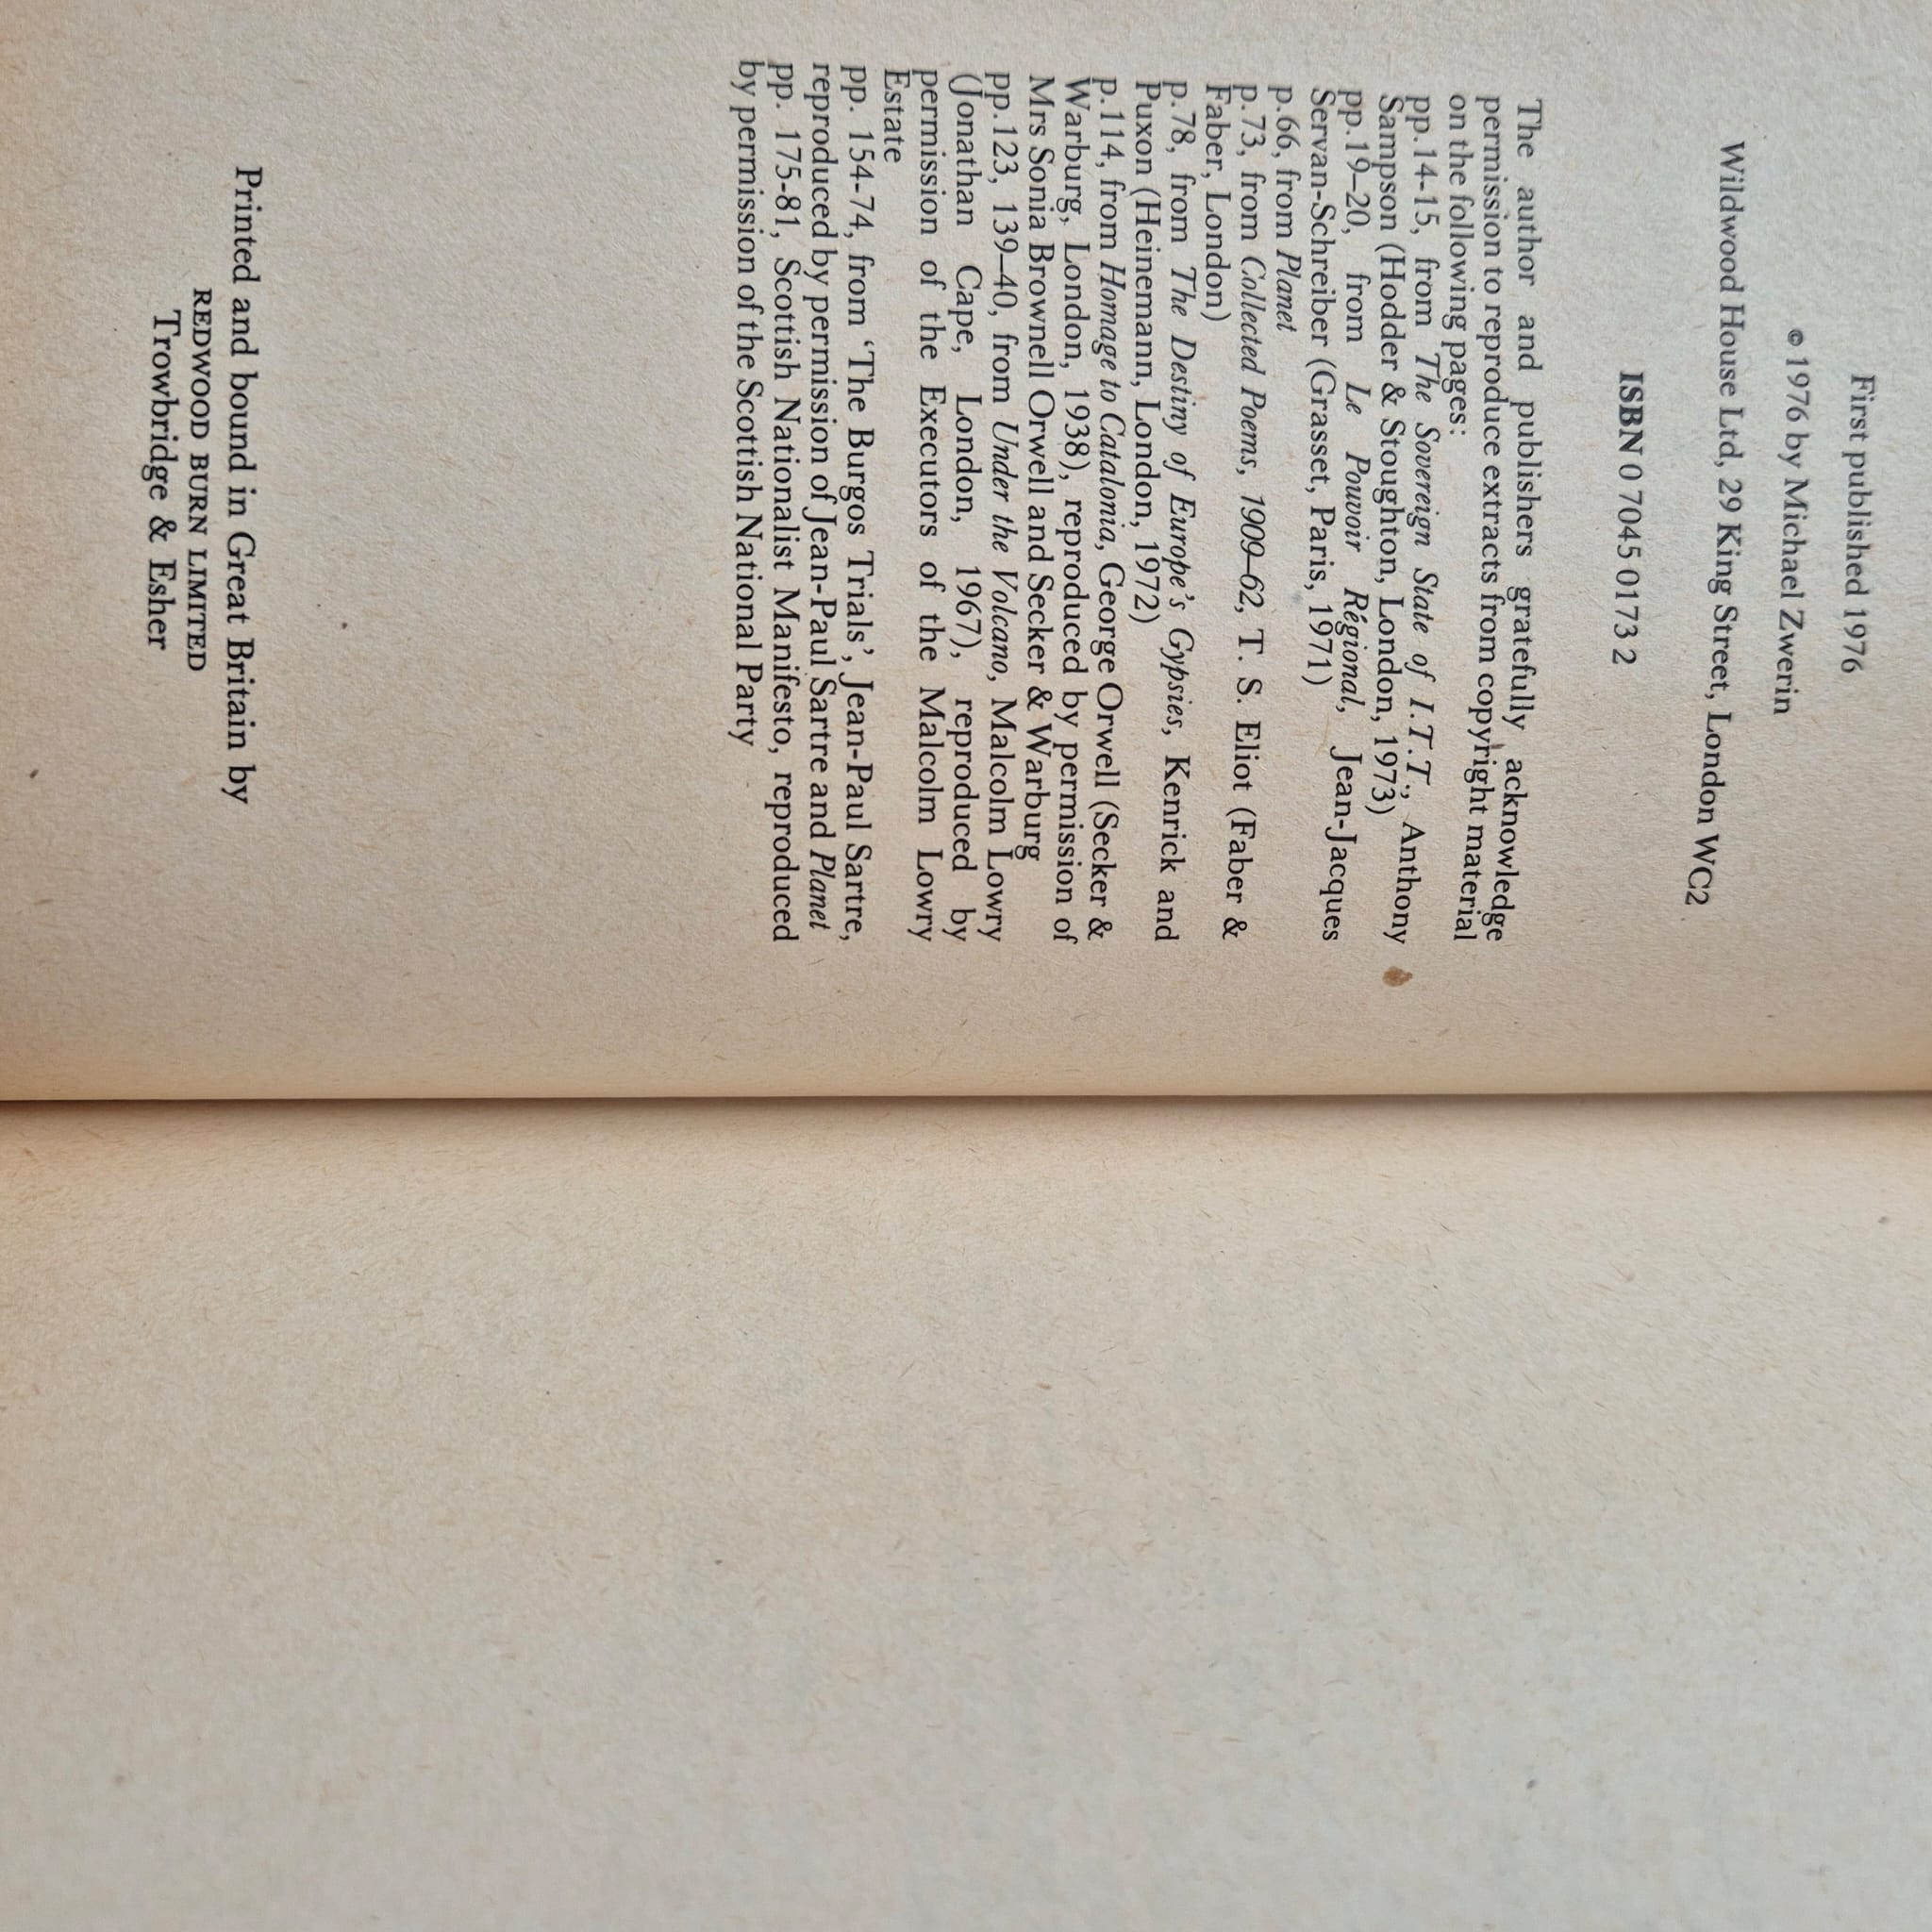 First published 1976
© 1976 by Michael Zwerin
Wildwood House Ltd, 29 King Street, London WC2
ISBN 0 7045 0173 2
The author and publishers gratefully acknowledge
permission to reproduce extracts from copyright material
on the following pages:
pp.14-15, from The Sovereign State of I.T.T., Anthony
Sampson (Hodder & Stoughton, London, 1973)
pp.19–20, from Le Pouvoir Régional, Jean-Jacques
Servan-Schreiber (Grasset, Paris, 1971)
p.66, from Planet
p.73, from Collected Poems, 1909–62, T. S. Eliot (Faber &
Faber, London)
p.78, from The Destiny of Europe's Gypsies, Kenrick and
Puxon (Heinemann, London, 1972)
p.114, from Homage to Catalonia, George Orwell (Secker &
Warburg, London, 1938), reproduced by permission of
Mrs Sonia Brownell Orwell and Secker & Warburg
pp.123, 139–40, from Under the Volcano, Malcolm Lowry
(Jonathan Cape, London, 1967), reproduced by
permission of the Executors of the Malcolm Lowry
Estate
pp. 154-74, from ‘The Burgos Trials’, Jean-Paul Sartre,
reproduced by permission of Jean-Paul Sartre and Planet
pp. 175-81, Scottish Nationalist Manifesto, reproduced
by permission of the Scottish National Party
Printed and bound in Great Britain by
REDWOOD BURN LIMITED
Trowbridge & Esher